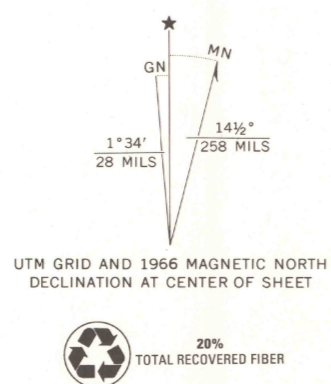 ★
MN
GN
1°34′
28 MILS
14½°
258 MILS
UTM GRID AND 1966 MAGNETIC NORTH
DECLINATION AT CENTER OF SHEET
20%
TOTAL RECOVERED FIBER